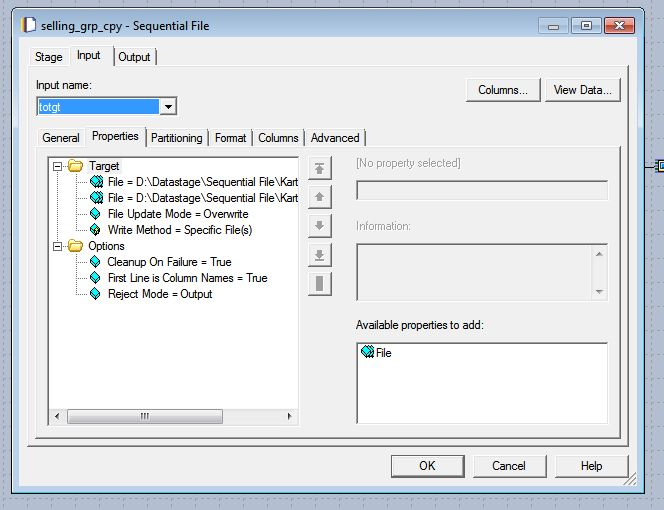 selling_grp_cpy - Sequential File
Stage Input Output
Input name:
totgt
Columns... View Data...
General Properties Partitioning Format Columns Advanced
Target
File = D:\Datastage\Sequential File\Kart
File = D:\Datastage\Sequential File\Kart
File Update Mode = Overwrite
Write Method = Specific File(s)
Options
Cleanup On Failure = True
First Line is Column Names = True
Reject Mode = Output
[No property selected]
Information:
Available properties to add:
File
OK Cancel Help